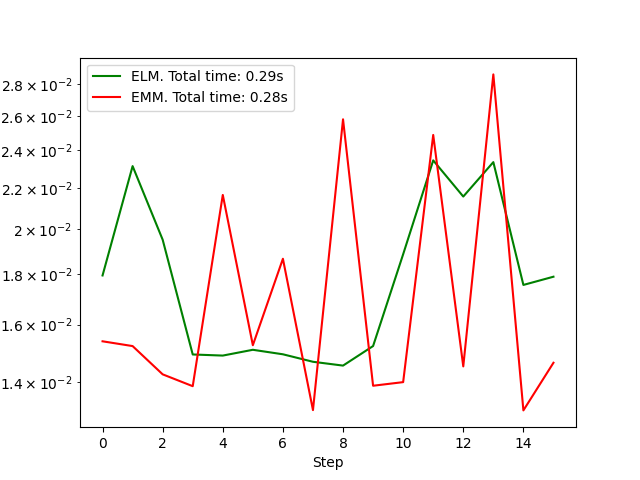 ELM. Total time: 0.29s
EMM. Total time: 0.28s
2.8 × 10⁻²
2.6 × 10⁻²
2.4 × 10⁻²
2.2 × 10⁻²
2 × 10⁻²
1.8 × 10⁻²
1.6 × 10⁻²
1.4 × 10⁻²
0 2 4 6 8 10 12 14
Step